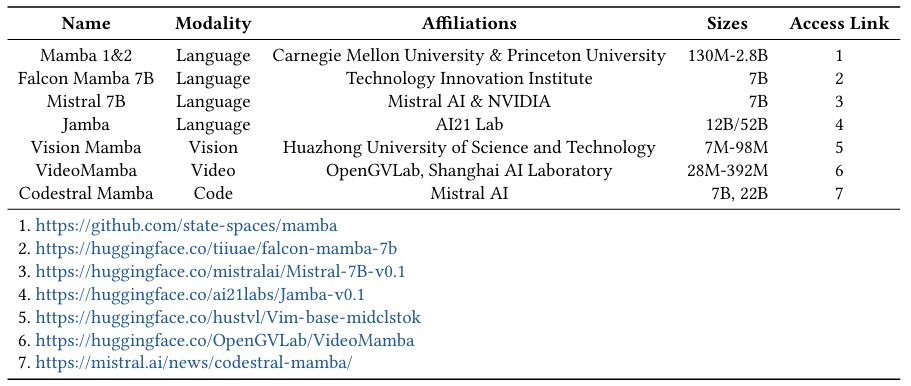 Name Modality Affiliations Sizes Access Link
Mamba 1&2 Language Carnegie Mellon University & Princeton University 130M-2.8B 1
Falcon Mamba 7B Language Technology Innovation Institute 7B 2
Mistral 7B Language Mistral AI & NVIDIA 7B 3
Jamba Language AI21 Lab 12B/52B 4
Vision Mamba Vision Huazhong University of Science and Technology 7M-98M 5
VideoMamba Video OpenGVLab, Shanghai AI Laboratory 28M-392M 6
Codestral Mamba Code Mistral AI 7B, 22B 7
1. https://github.com/state-spaces/mamba
2. https://huggingface.co/tiiuae/falcon-mamba-7b
3. https://huggingface.co/mistralai/Mistral-7B-v0.1
4. https://huggingface.co/ai21labs/Jamba-v0.1
5. https://huggingface.co/hustvl/Vim-base-midclstok
6. https://huggingface.co/OpenGVLab/VideoMamba
7. https://mistral.ai/news/codestral-mamba/